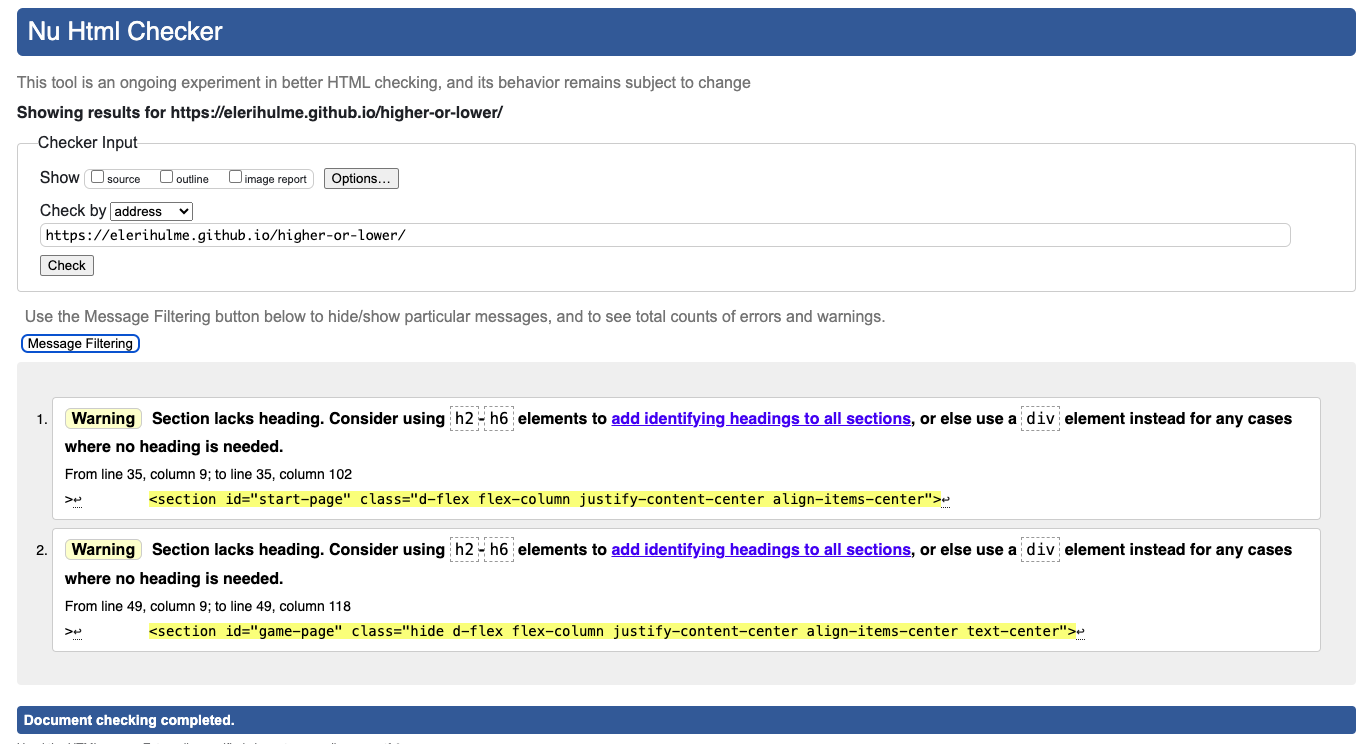 Nu Html Checker
This tool is an ongoing experiment in better HTML checking, and its behavior remains subject to change
Showing results for https://elerihulme.github.io/higher-or-lower/
Checker Input
Show source outline image report Options...
Check by address
https://elerihulme.github.io/higher-or-lower/
Check
Use the Message Filtering button below to hide/show particular messages, and to see total counts of errors and warnings.
Message Filtering
1. Warning Section lacks heading. Consider using h2-h6 elements to add identifying headings to all sections, or else use a div element instead for any cases
where no heading is needed.
From line 35, column 9; to line 35, column 102
>↩ <section id="start-page" class="d-flex flex-column justify-content-center align-items-center">↩
2. Warning Section lacks heading. Consider using h2-h6 elements to add identifying headings to all sections, or else use a div element instead for any cases
where no heading is needed.
From line 49, column 9; to line 49, column 118
>↩ <section id="game-page" class="hide d-flex flex-column justify-content-center align-items-center text-center">↩
Document checking completed.